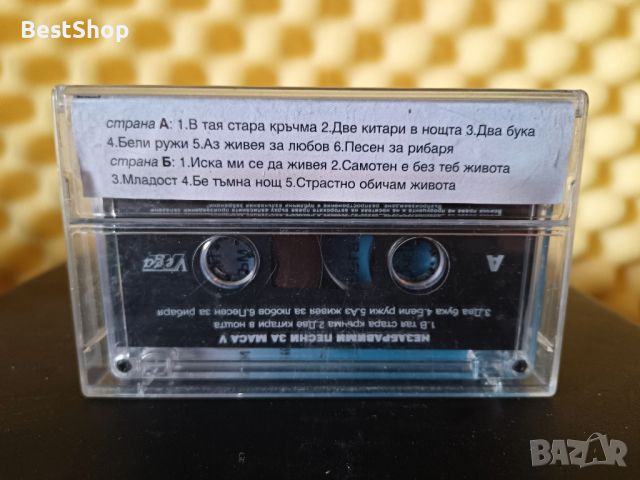 BestShop
страна А: 1.В тая стара кръчма 2.Две китари в нощта 3.Два бука
4.Бели ружи 5.Аз живея за любов 6.Песен за рибаря
страна Б: 1.Иска ми се да живея 2.Самотен е без теб живота
3.Младост 4.Бе тъмна нощ 5.Страстно обичам живота
Vega
A
3.Два бука 4.Бели ружи 5.Аз живея за любов 6.Песен за рибаря
1.В тая стара кръчма 2.Две китари в нощта
НЕЗАБРАВИМИ ПЕСНИ ЗА МАСА V
BAZAR